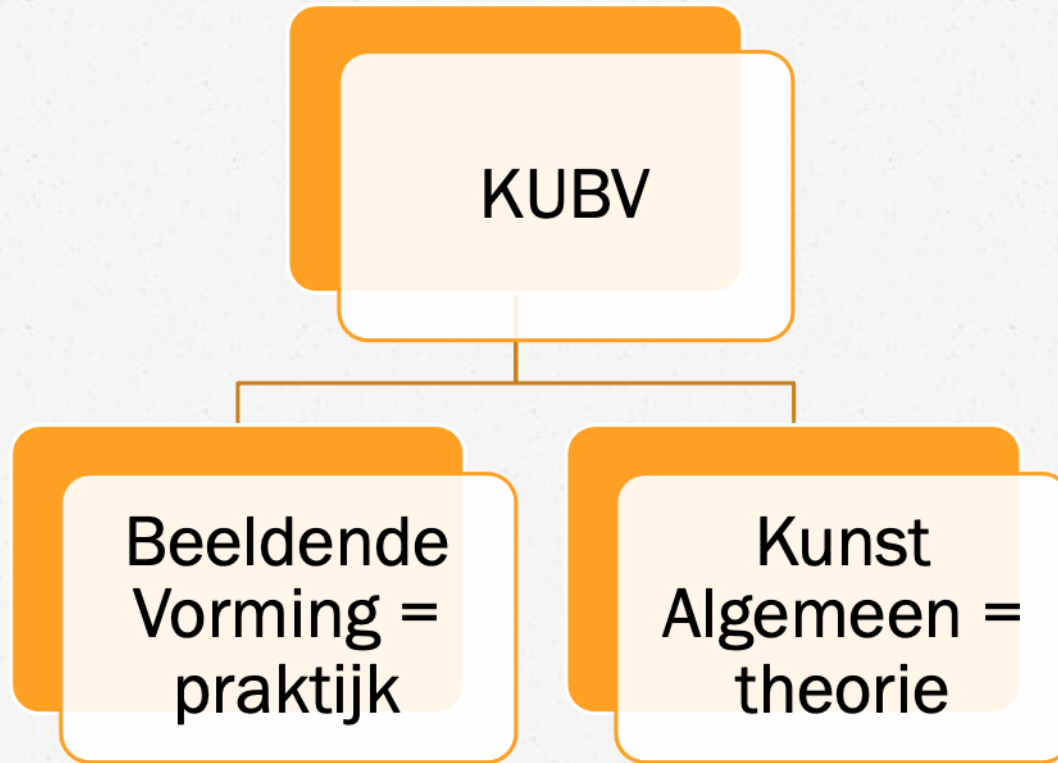 KUBV
Beeldende
Vorming =
praktijk
Kunst
Algemeen =
theorie